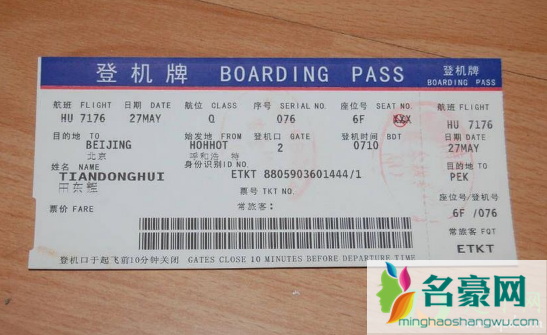 登机牌 BOARDING PASS 登机牌
BOARDING PASS
航班 FLIGHT 日期 DATE 航位 CLASS 序号 SERIAL NO. 座位号 SEAT NO. 航班 FLIGHT
HU 7176 27MAY Q 076 6F HU 7176
目的地 TO 始发地 FROM 登机口 GATE 登机时间 BDT 日期 DATE
BEIJING HOHHOT 2 0710 27MAY
北京 呼和浩特 目的地 TO
姓名 NAME 身份识别ID NO.
TIANDONGHUI ETKT 8805903601444/1 PEK
田东辉 票号 TKT NO. 座位号/登机号
票价 FARE 常旅客: 6F /076
常旅客 FQT
ETKT
登机口于起飞前10分钟关闭 GATES CLOSE 10 MINUTES BEFORE DEPARTURE TIME
名豪网
minghaoshangwu.com